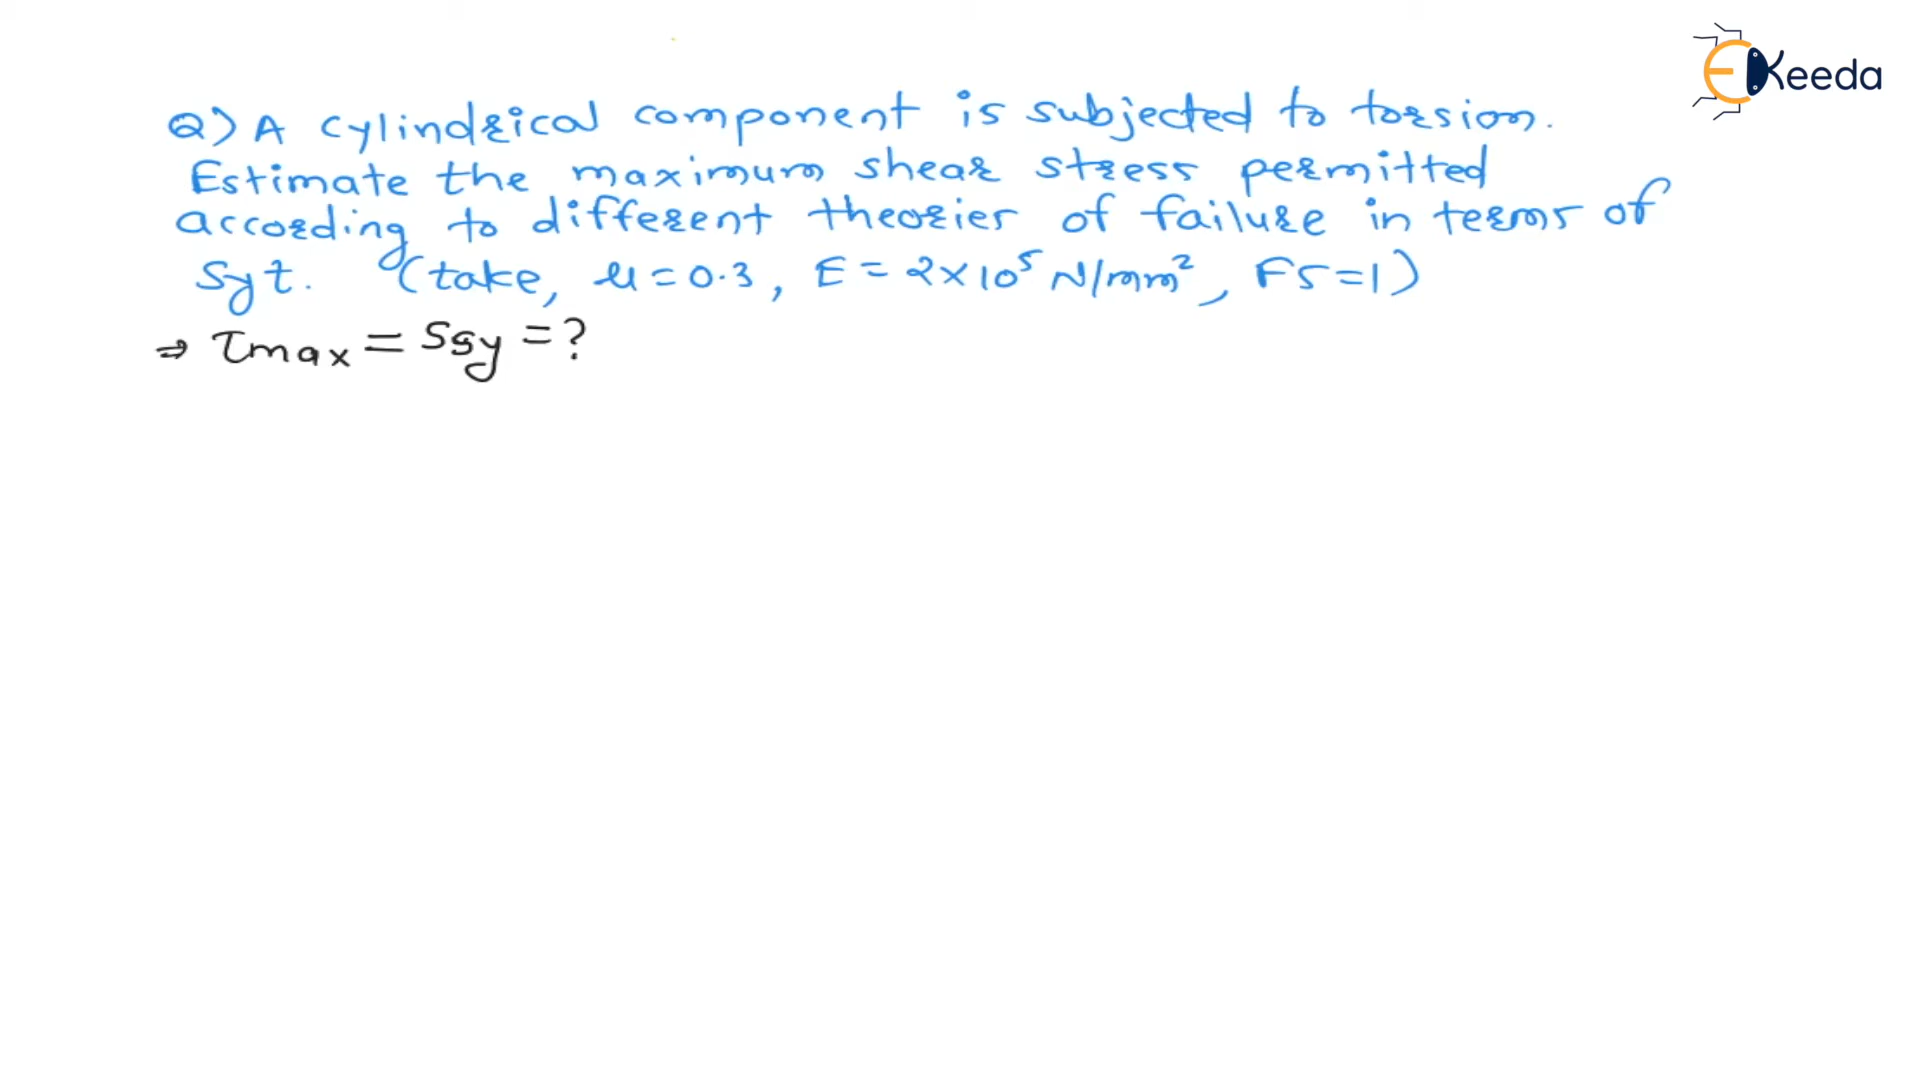 EKeeda
Q) A cylindrical component is subjected to torsion.
Estimate the maximum shear stress permitted
according to different theories of failure in terms of
Syt. (take, μ = 0.3, E = 2×10⁵ N/mm², FS = 1)
⇒ τmax = Ssy = ?